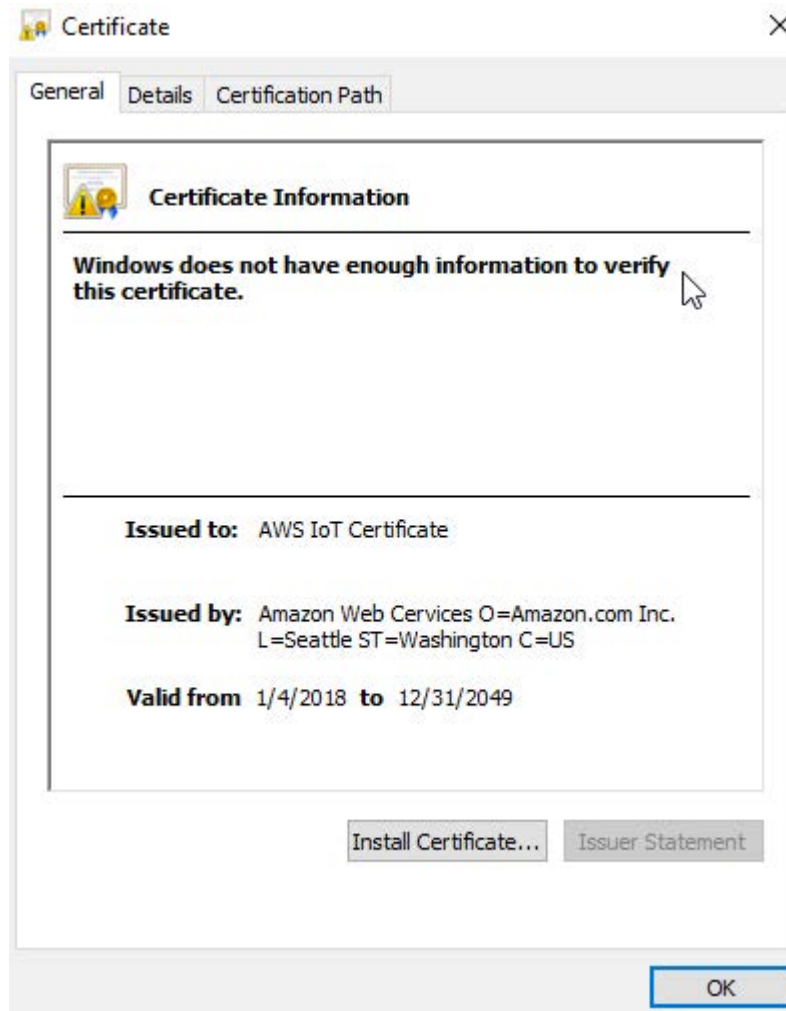 Certificate
General Details Certification Path
Certificate Information
Windows does not have enough information to verify
this certificate.
Issued to: AWS IoT Certificate
Issued by: Amazon Web Cervices O=Amazon.com Inc.
L=Seattle ST=Washington C=US
Valid from 1/4/2018 to 12/31/2049
Install Certificate... Issuer Statement
OK